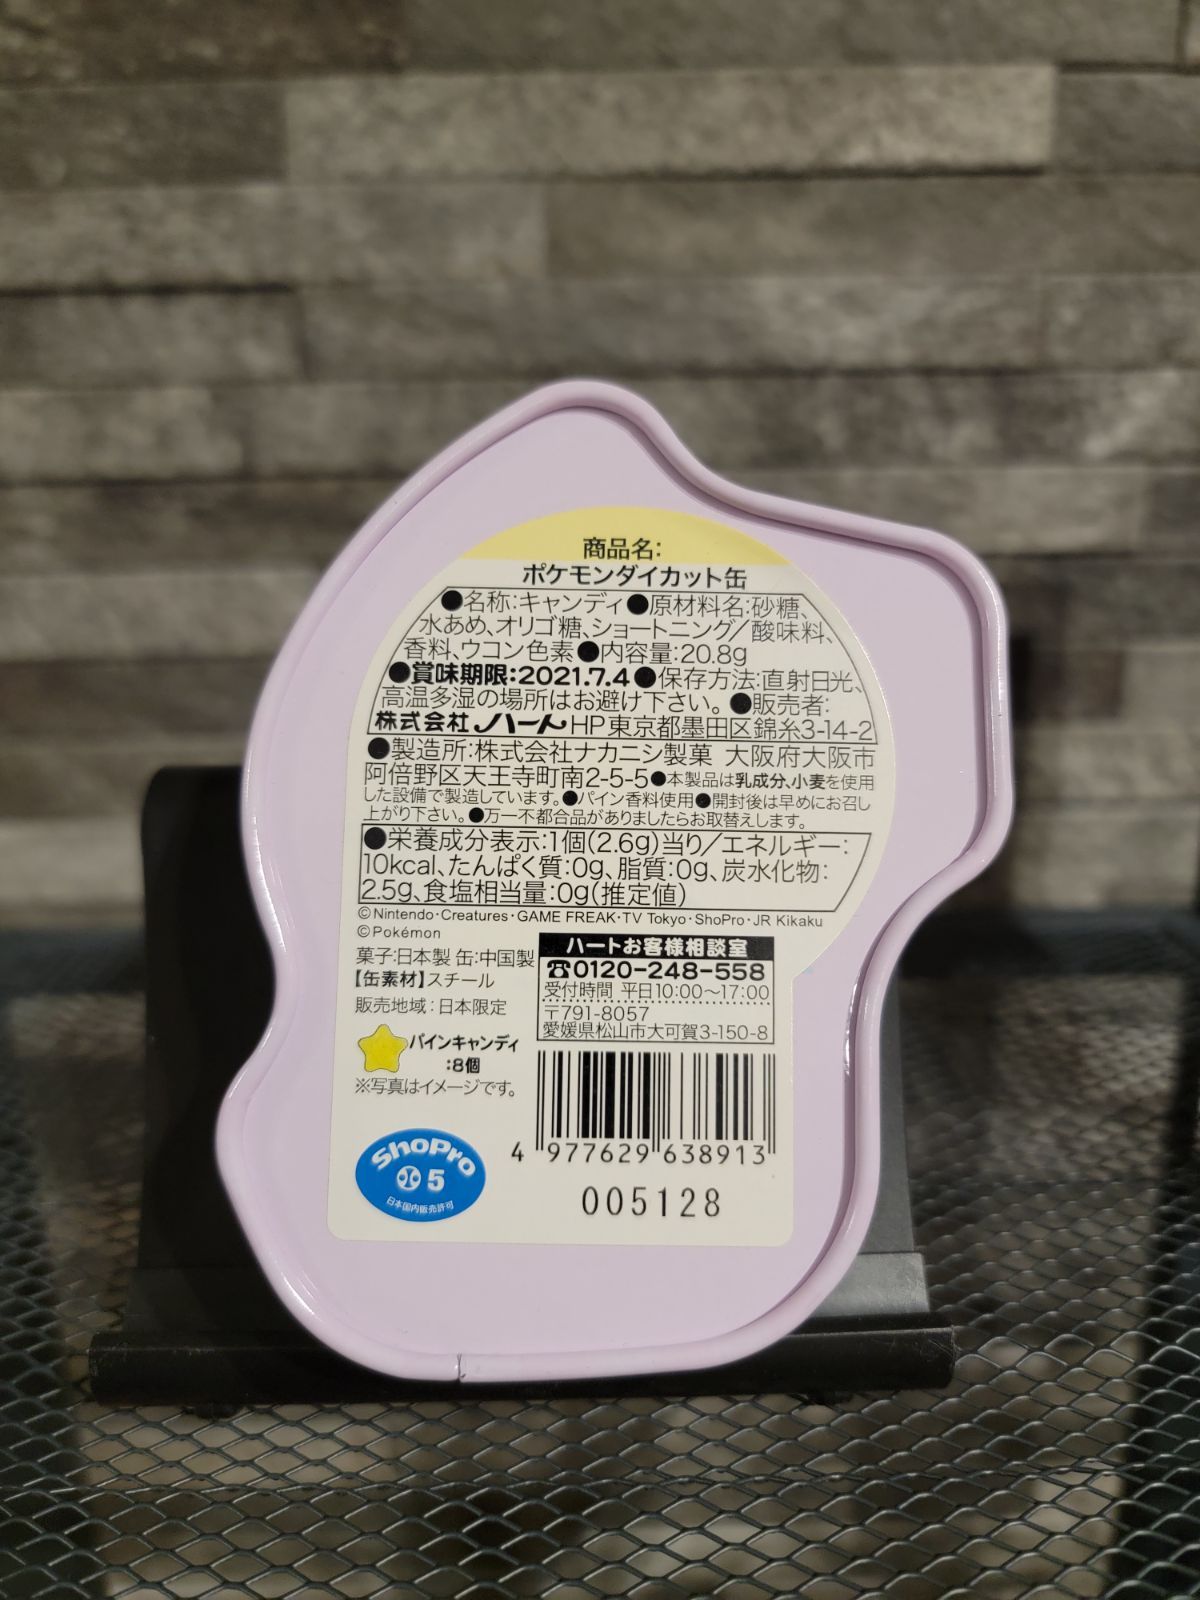 商品名:
ポケモンダイカット缶
●名称:キャンディ●原材料名:砂糖、
水あめ、オリゴ糖、ショートニング/酸味料、
香料、ウコン色素●内容量:20.8g
●賞味期限:2021.7.4●保存方法:直射日光、
高温多湿の場所はお避け下さい。●販売者:
株式会社ハートHP東京都墨田区錦糸3-14-2
●製造所:株式会社ナカニシ製菓 大阪府大阪市
阿倍野区天王寺町南2-5-5●本製品は乳成分、小麦を使用
した設備で製造しています。●パイン香料使用●開封後は早めにお召し
上がり下さい。●万一不都合品がありましたらお取替えします。
●栄養成分表示:1個(2.6g)当り/エネルギー:
10kcal、たんぱく質:0g、脂質:0g、炭水化物:
2.5g、食塩相当量:0g(推定値)
©Nintendo・Creatures・GAME FREAK・TV Tokyo・ShoPro・JR Kikaku
©Pokémon
菓子:日本製 缶:中国製
【缶素材】スチール
販売地域:日本限定
パインキャンディ
:8個
※写真はイメージです。
ハートお客様相談室
☎0120-248-558
受付時間 平日10:00〜17:00
〒791-8057
愛媛県松山市大可賀3-150-8
4 977629 638913
005128
ShoPro
5
日本国内販売許可